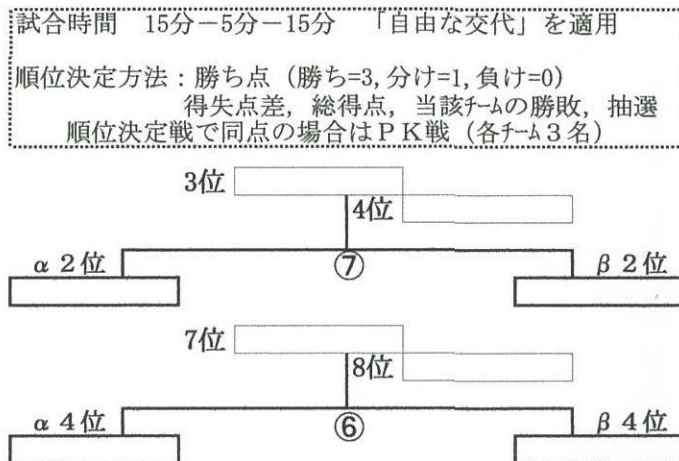 試合時間　15分－5分－15分　「自由な交代」を適用
順位決定方法：勝ち点（勝ち=3, 分け=1, 負け=0）
得失点差，総得点，当該チームの勝敗，抽選
順位決定戦で同点の場合はＰＫ戦（各チーム３名）
3位
4位
α２位
⑦
β２位
7位
8位
α４位
⑥
β４位